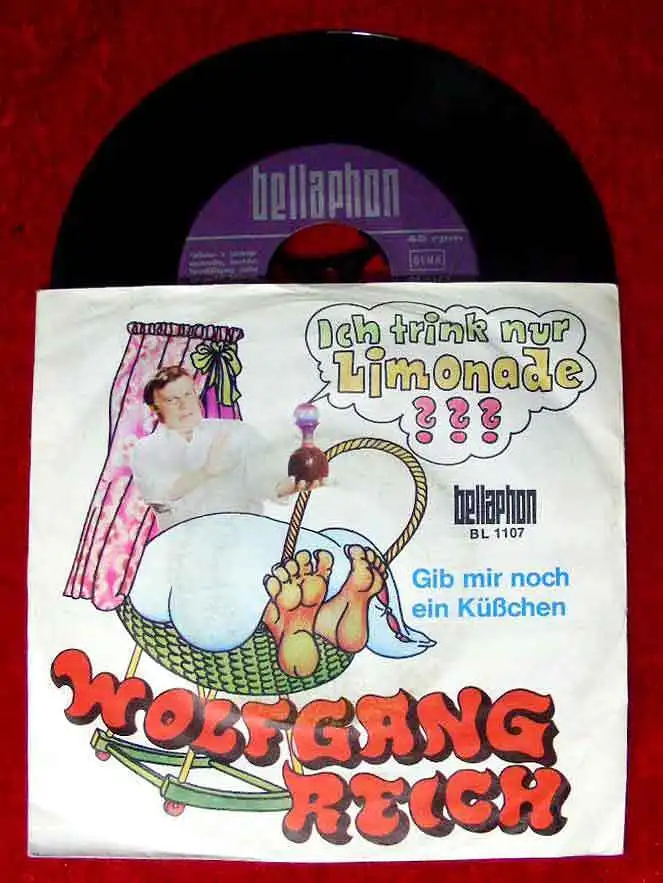 bellaphon
45 rpm
GEMA
Ich trink nur
Limonade
???
bellaphon
BL 1107
Gib mir noch
ein Küßchen
WOLFGANG
REICH